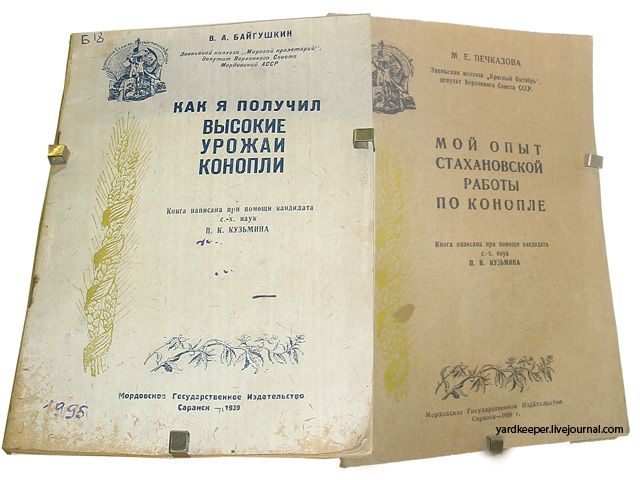 Б 18
В. А. БАЙГУШКИН
Звеньевой колхоза „Мировой пролетарий",
депутат Верховного Совета
Мордовской АССР
КАК Я ПОЛУЧИЛ
ВЫСОКИЕ
УРОЖАИ
КОНОПЛИ
Книга написана при помощи кандидата
с.-х. наук
П. К. КУЗЬМИНА
Мордовское Государственное Издательство
Саранск —1939
1995
М. Е. ПЕЧКАЗОВА
Звеньевая колхоза „Красный Октябрь",
депутат Верховного Совета СССР
МОЙ ОПЫТ
СТАХАНОВСКОЙ
РАБОТЫ
ПО КОНОПЛЕ
Книга написана при помощи кандидата
с.-х. наук
П. К. КУЗЬМИНА
Мордовское Государственное Издательство
Саранск—1939 г.
yardkeeper.livejournal.com